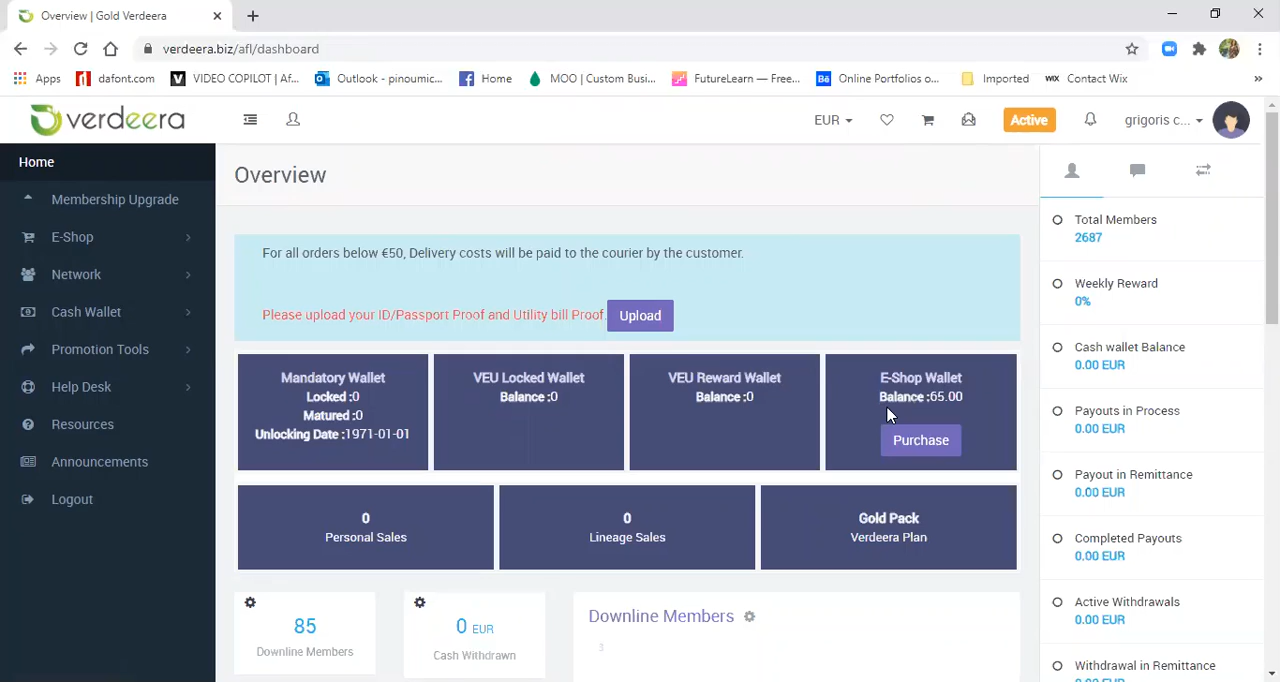 Overview | Gold Verdeera
verdeera.biz/afl/dashboard
Apps
dafont.com
VIDEO COPILOT | Af...
Outlook - pinoumic...
Home
MOO | Custom Busi...
FutureLearn — Free...
Online Portfolios o...
Imported
WIX Contact Wix
»
verdeera
EUR
Active
grigoris c...
Home
Membership Upgrade
E-Shop
Network
Cash Wallet
Promotion Tools
Help Desk
Resources
Announcements
Logout
Overview
For all orders below €50, Delivery costs will be paid to the courier by the customer.
Please upload your ID/Passport Proof and Utility bill Proof.
Upload
Mandatory Wallet
Locked :0
Matured :0
Unlocking Date :1971-01-01
VEU Locked Wallet
Balance :0
VEU Reward Wallet
Balance :0
E-Shop Wallet
Balance :65.00
Purchase
0
Personal Sales
0
Lineage Sales
Gold Pack
Verdeera Plan
85
Downline Members
0 EUR
Cash Withdrawn
Downline Members
3
Total Members
2687
Weekly Reward
0%
Cash wallet Balance
0.00 EUR
Payouts in Process
0.00 EUR
Payout in Remittance
0.00 EUR
Completed Payouts
0.00 EUR
Active Withdrawals
0.00 EUR
Withdrawal in Remittance
0.00 EUR